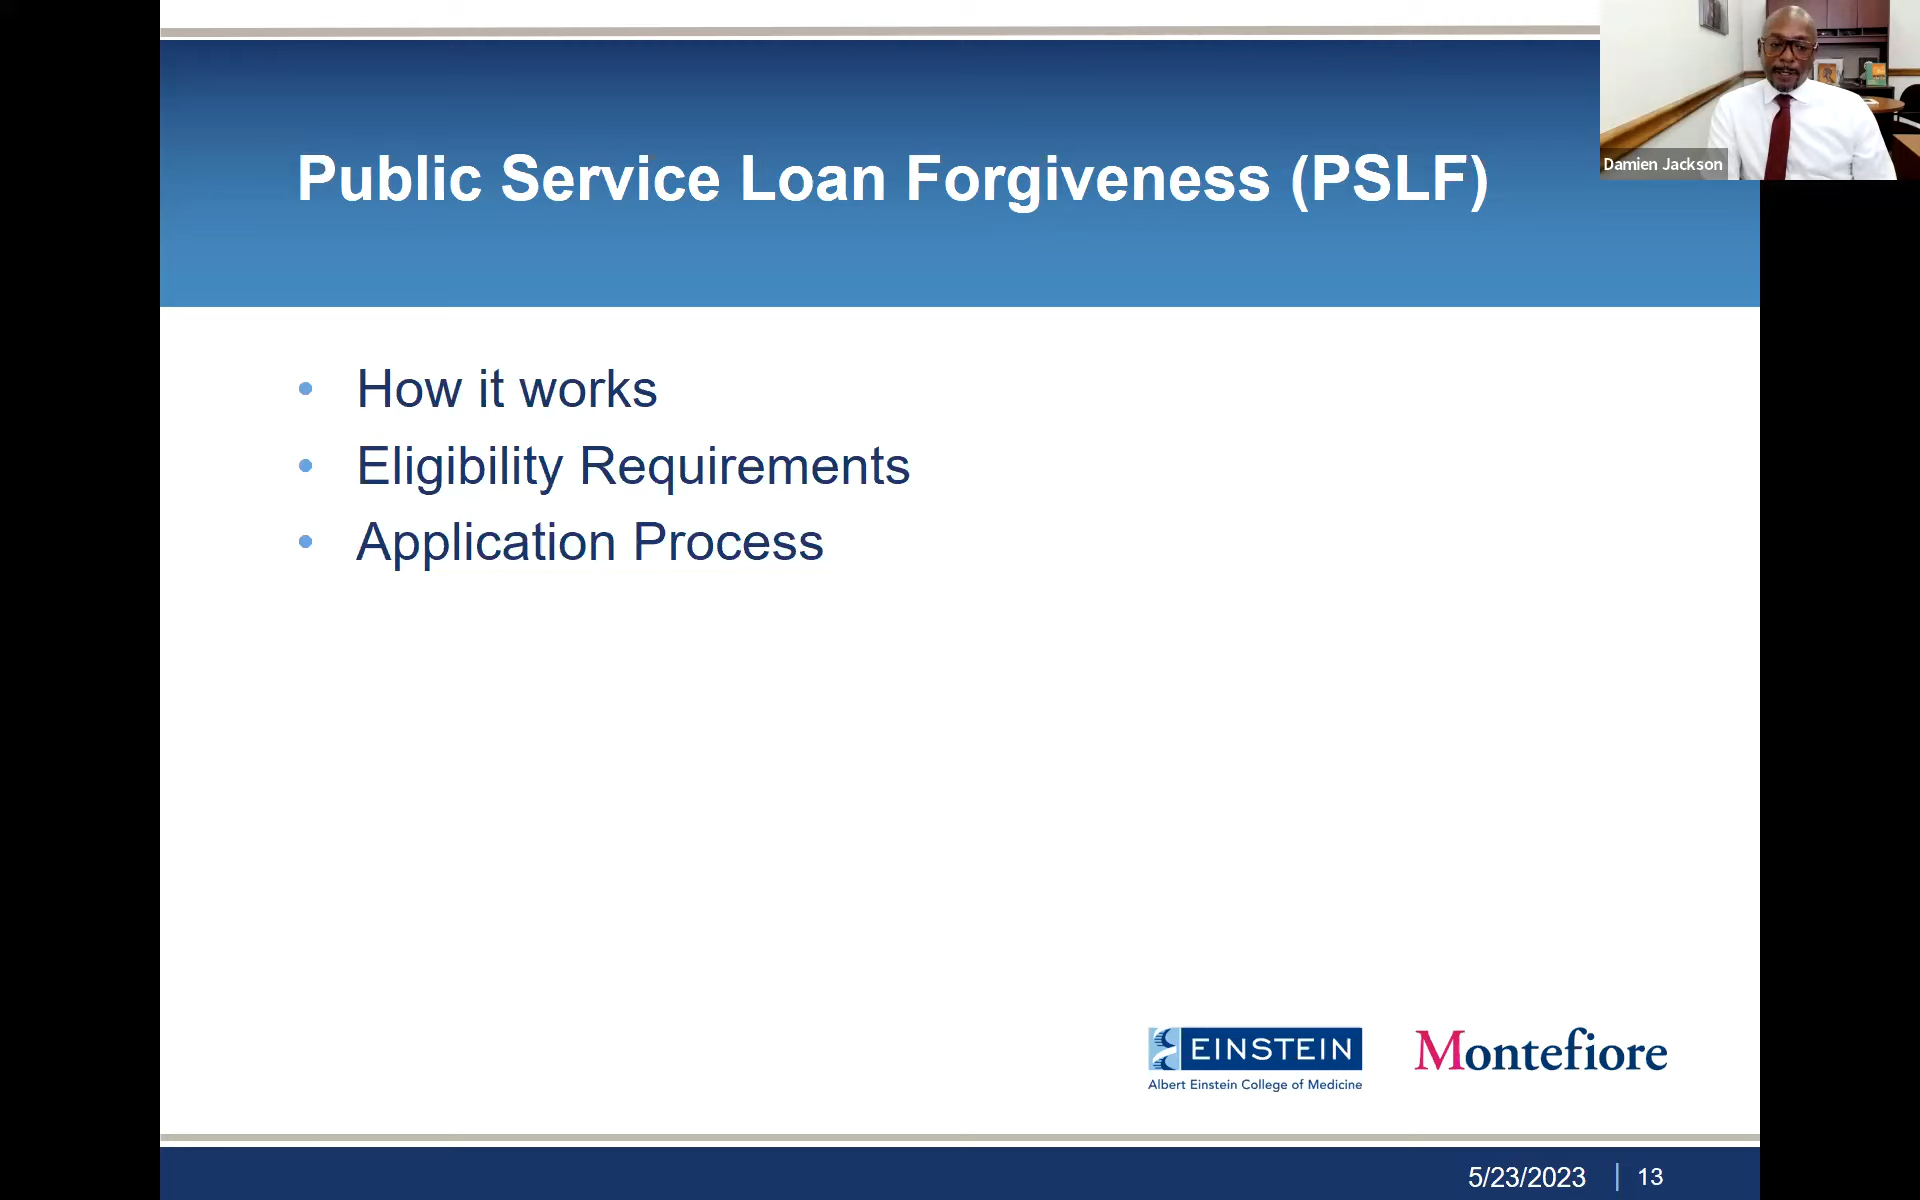 Public Service Loan Forgiveness (PSLF)
Damien Jackson
• How it works
• Eligibility Requirements
• Application Process
EINSTEIN
Albert Einstein College of Medicine
Montefiore
5/23/2023 | 13